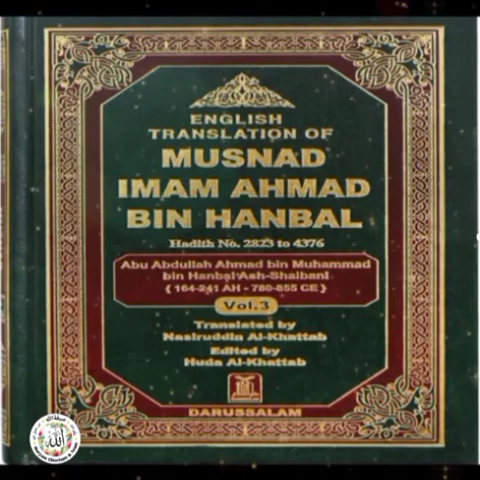 ENGLISH
TRANSLATION OF
MUSNAD
IMAM AHMAD
BIN HANBAL
Hadith No. 2823 to 4376
Abu Abdullah Ahmad bin Muhammad
bin Hanbal Ash-Shaibani
( 164-241 AH - 780-855 CE )
Vol.3
Translated by
Nasiruddin Al-Khattab
Edited by
Huda Al-Khattab
DARUSSALAM
الله